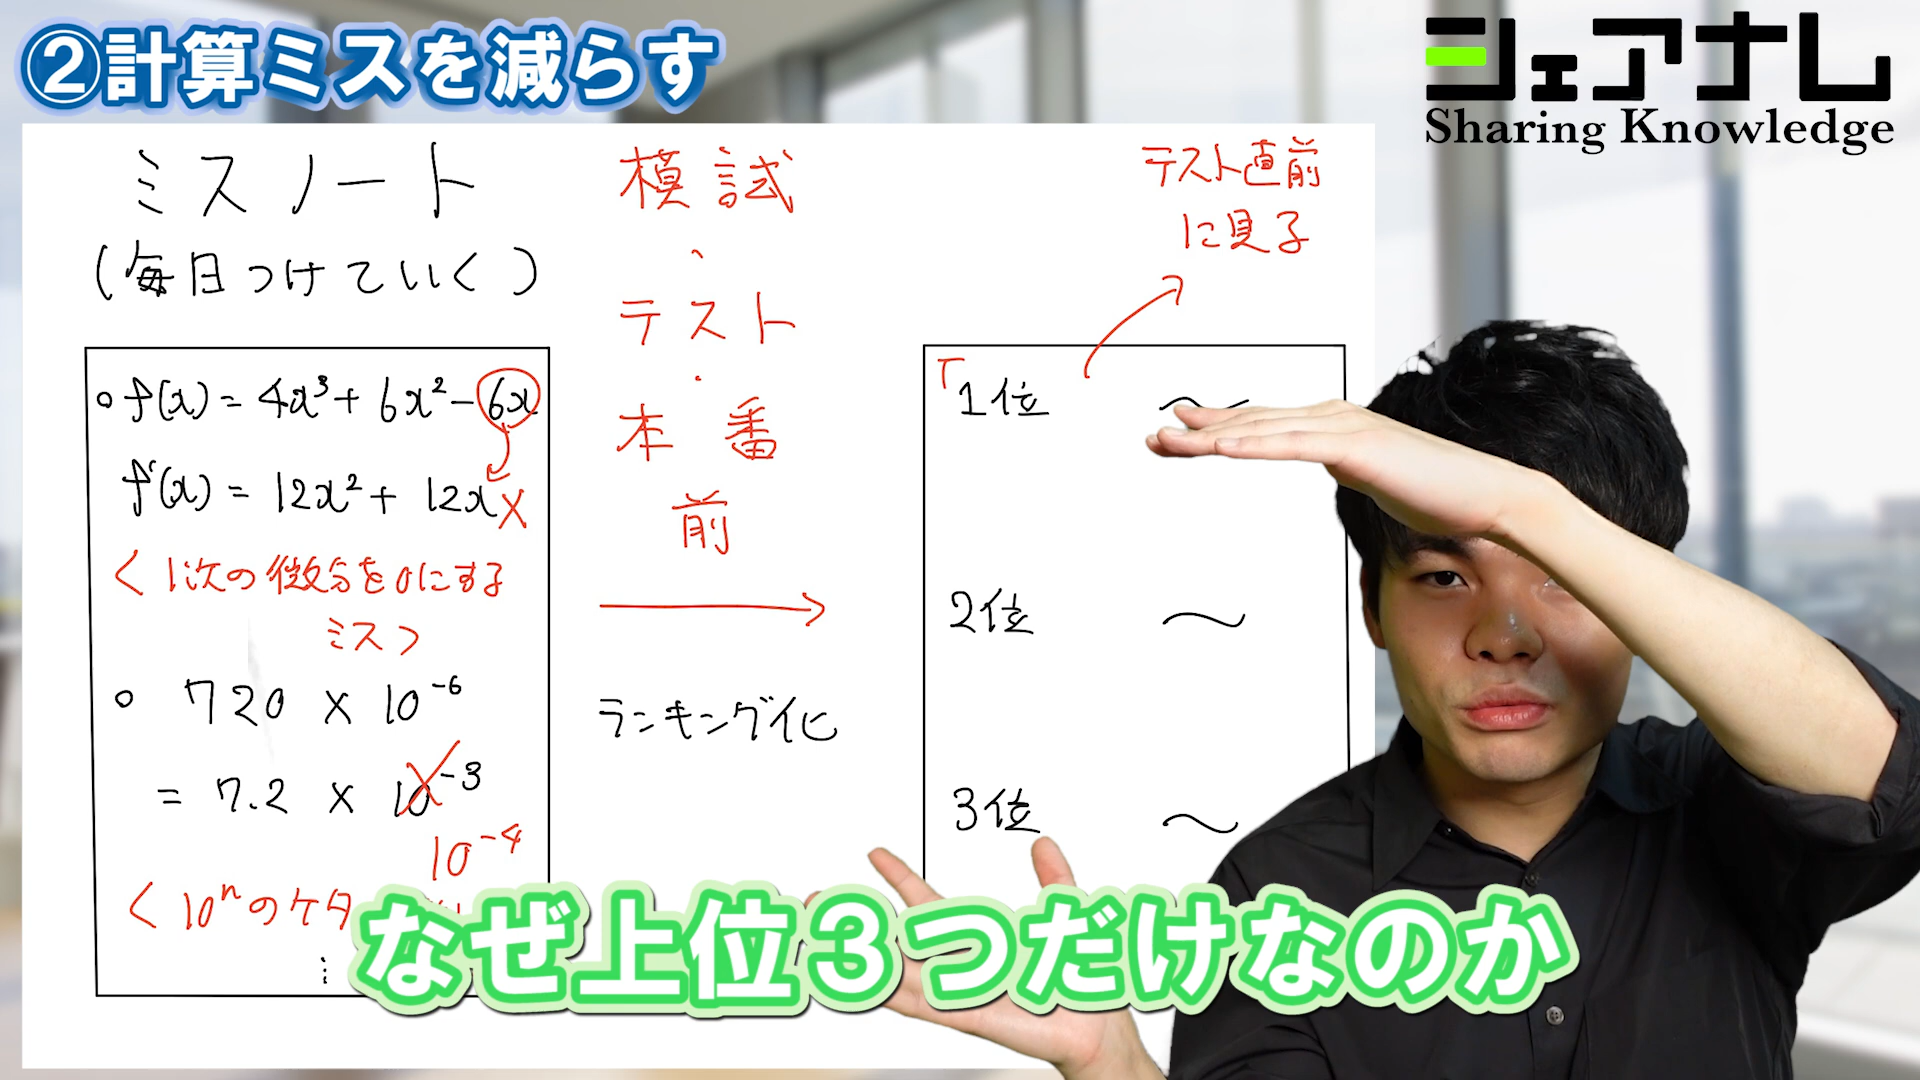 ②計算ミスを減らす
シェアナレ
Sharing Knowledge
ミスノート
(毎日つけていく)
f(x) = 4x³ + 6x² - 6x
f'(x) = 12x² + 12x
< 1次の微分を0にする
ミス >
720 × 10⁻⁶
= 7.2 × 10⁻³
10⁻⁴
< 10ⁿのケタ
模試
・
テスト
・
本番
前
ランキング化
テスト直前
に見る
1位 〜
2位 〜
3位 〜
なぜ上位3つだけなのか